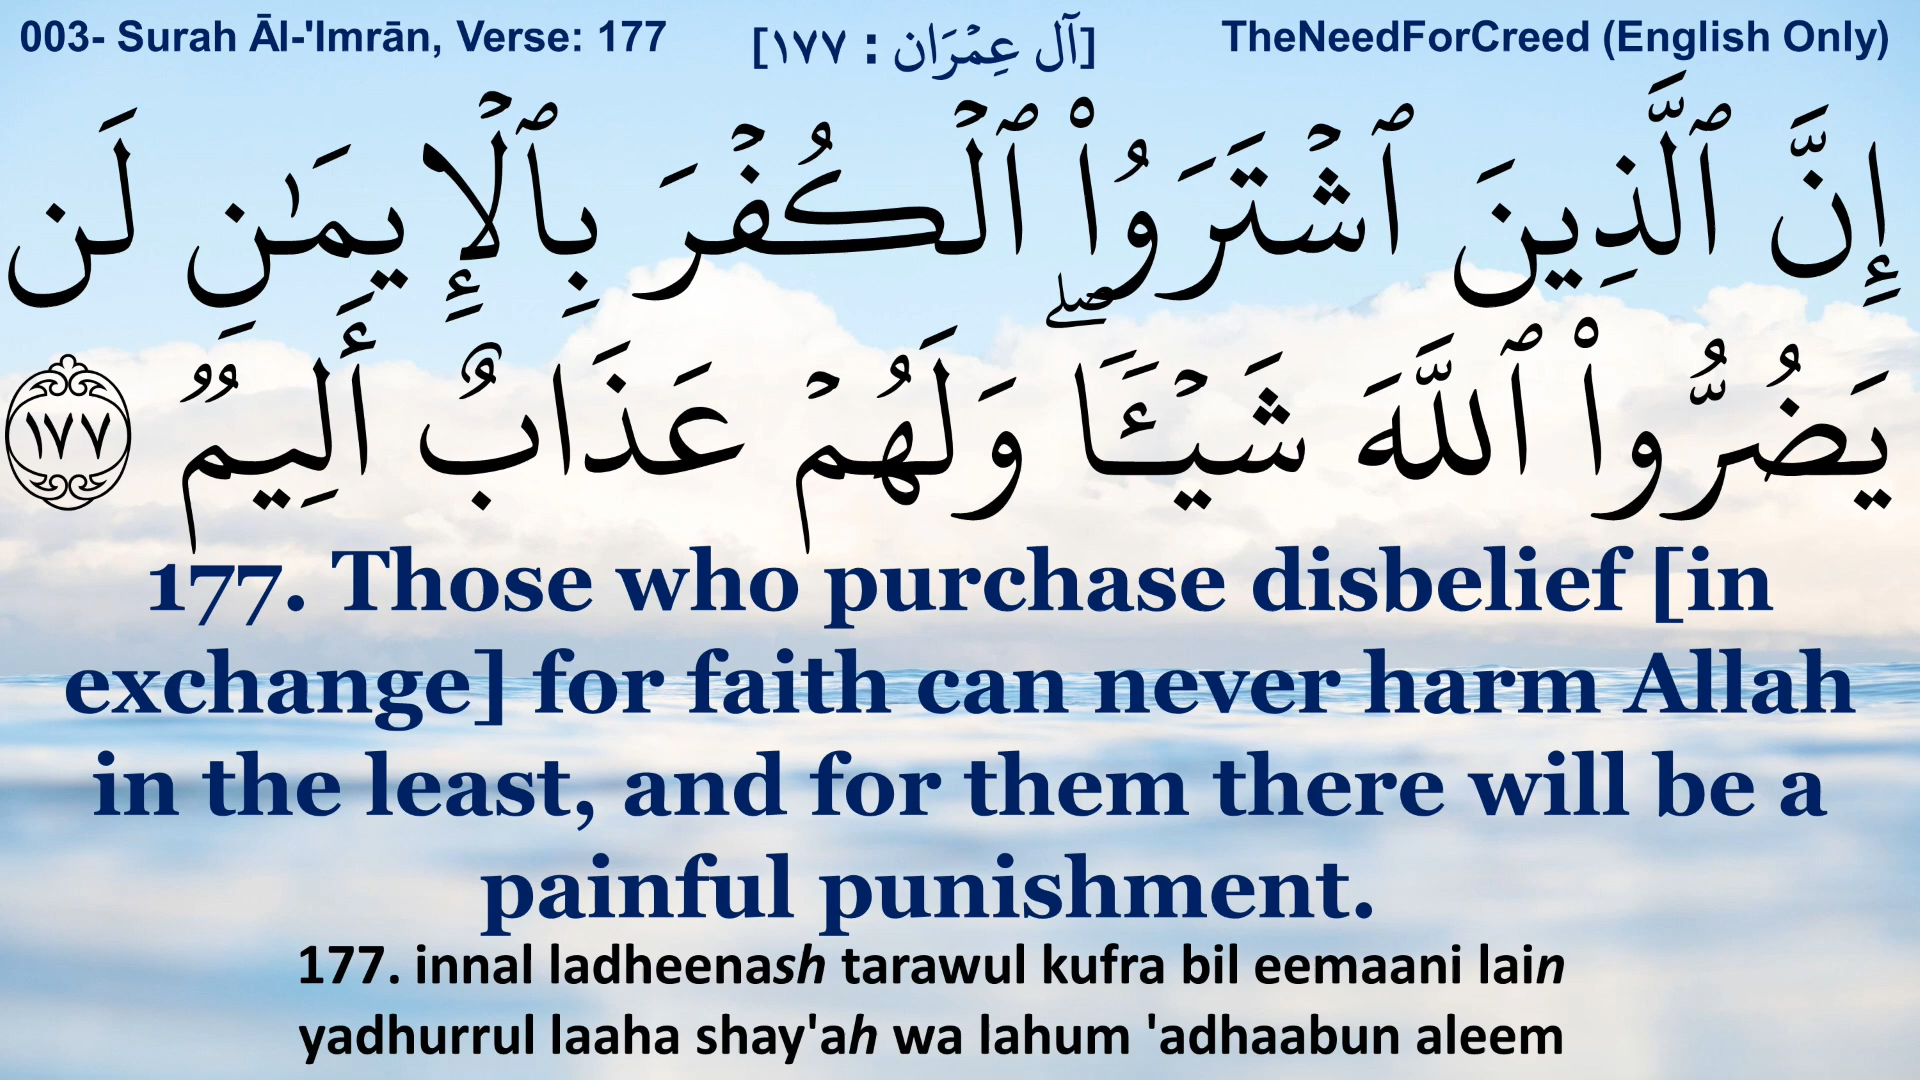 003- Surah Āl-'Imrān, Verse: 177
[آل عِمْرَان : ١٧٧]
TheNeedForCreed (English Only)
إِنَّ ٱلَّذِينَ ٱشْتَرَوُا۟ ٱلْكُفْرَ بِٱلْإِيمَـٰنِ لَن
يَضُرُّوا۟ ٱللَّهَ شَيْـًٔا ۖ وَلَهُمْ عَذَابٌ أَلِيمٌ ١٧٧
177. Those who purchase disbelief [in
exchange] for faith can never harm Allah
in the least, and for them there will be a
painful punishment.
177. innal ladheenash tarawul kufra bil eemaani lain
yadhurrul laaha shay'ah wa lahum 'adhaabun aleem